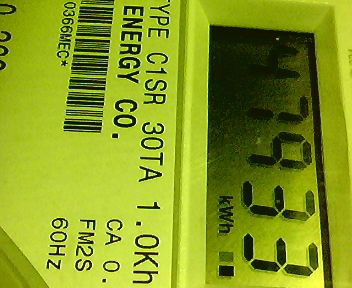 47933
kWh
TYPE C1SR 30TA 1.0Kh
ENERGY CO.
CA 0.
FM2S
60HZ
0366MEC*